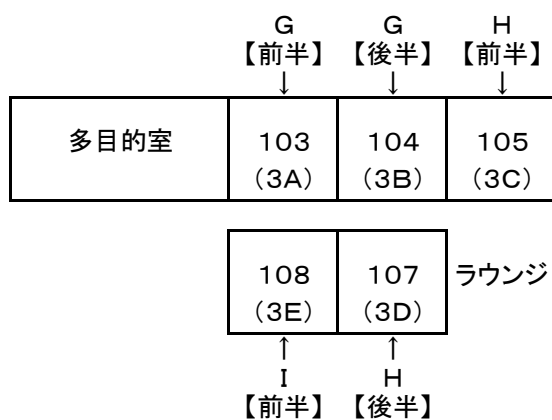 G G H
【前半】 【後半】 【前半】
↓ ↓ ↓
多目的室 103 104 105
(3A) (3B) (3C)
108 107 ラウンジ
(3E) (3D)
↑ ↑
I H
【前半】 【後半】